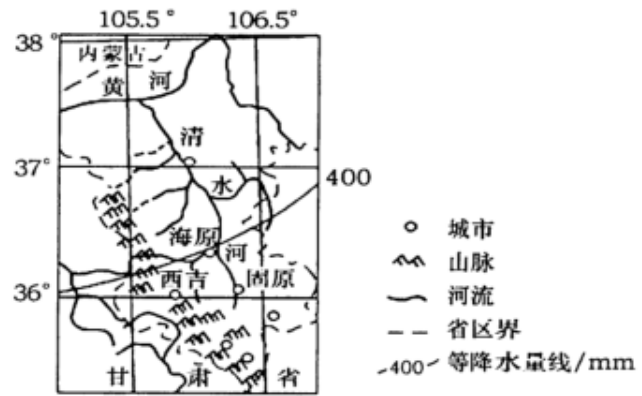 105.5° 106.5°
38°
内蒙古
黄 河
清
37°
400
水
海原
河
西吉 固原
36°
甘 肃 省
城市
山脉
河流
省区界
400 等降水量线/mm